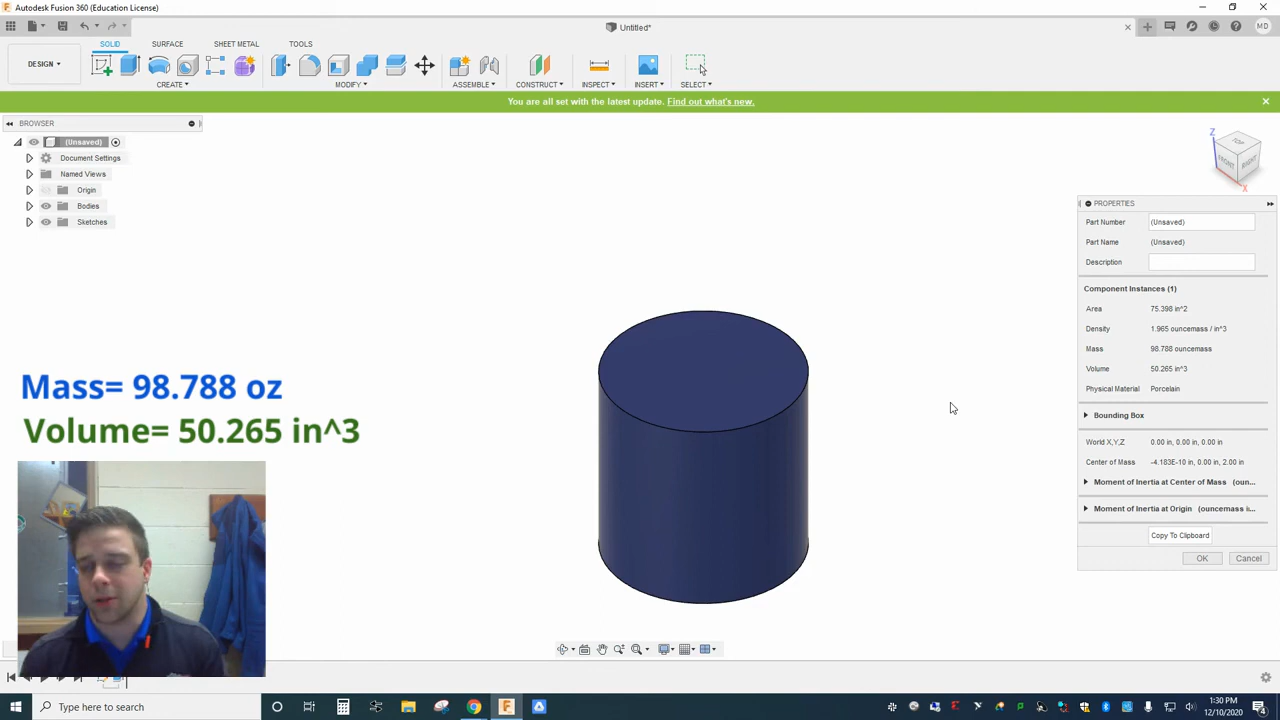 Autodesk Fusion 360 (Education License)
Untitled*
MD
SOLID SURFACE SHEET METAL TOOLS
DESIGN ▾
CREATE ▾ MODIFY ▾ ASSEMBLE ▾ CONSTRUCT ▾ INSPECT ▾ INSERT ▾ SELECT ▾
You are all set with the latest update. Find out what's new.
BROWSER
(Unsaved)
Document Settings
Named Views
Origin
Bodies
Sketches
TOP
FRONT
RIGHT
Z
X
PROPERTIES
Part Number (Unsaved)
Part Name (Unsaved)
Description
Component Instances (1)
Area 75.398 in^2
Density 1.965 ouncemass / in^3
Mass 98.788 ouncemass
Volume 50.265 in^3
Physical Material Porcelain
Bounding Box
World X,Y,Z 0.00 in, 0.00 in, 0.00 in
Center of Mass -4.183E-10 in, 0.00 in, 2.00 in
Moment of Inertia at Center of Mass (oun...
Moment of Inertia at Origin (ouncemass i...
Copy To Clipboard
OK Cancel
Mass= 98.788 oz
Volume= 50.265 in^3
Type here to search
1:30 PM
12/10/2020
4